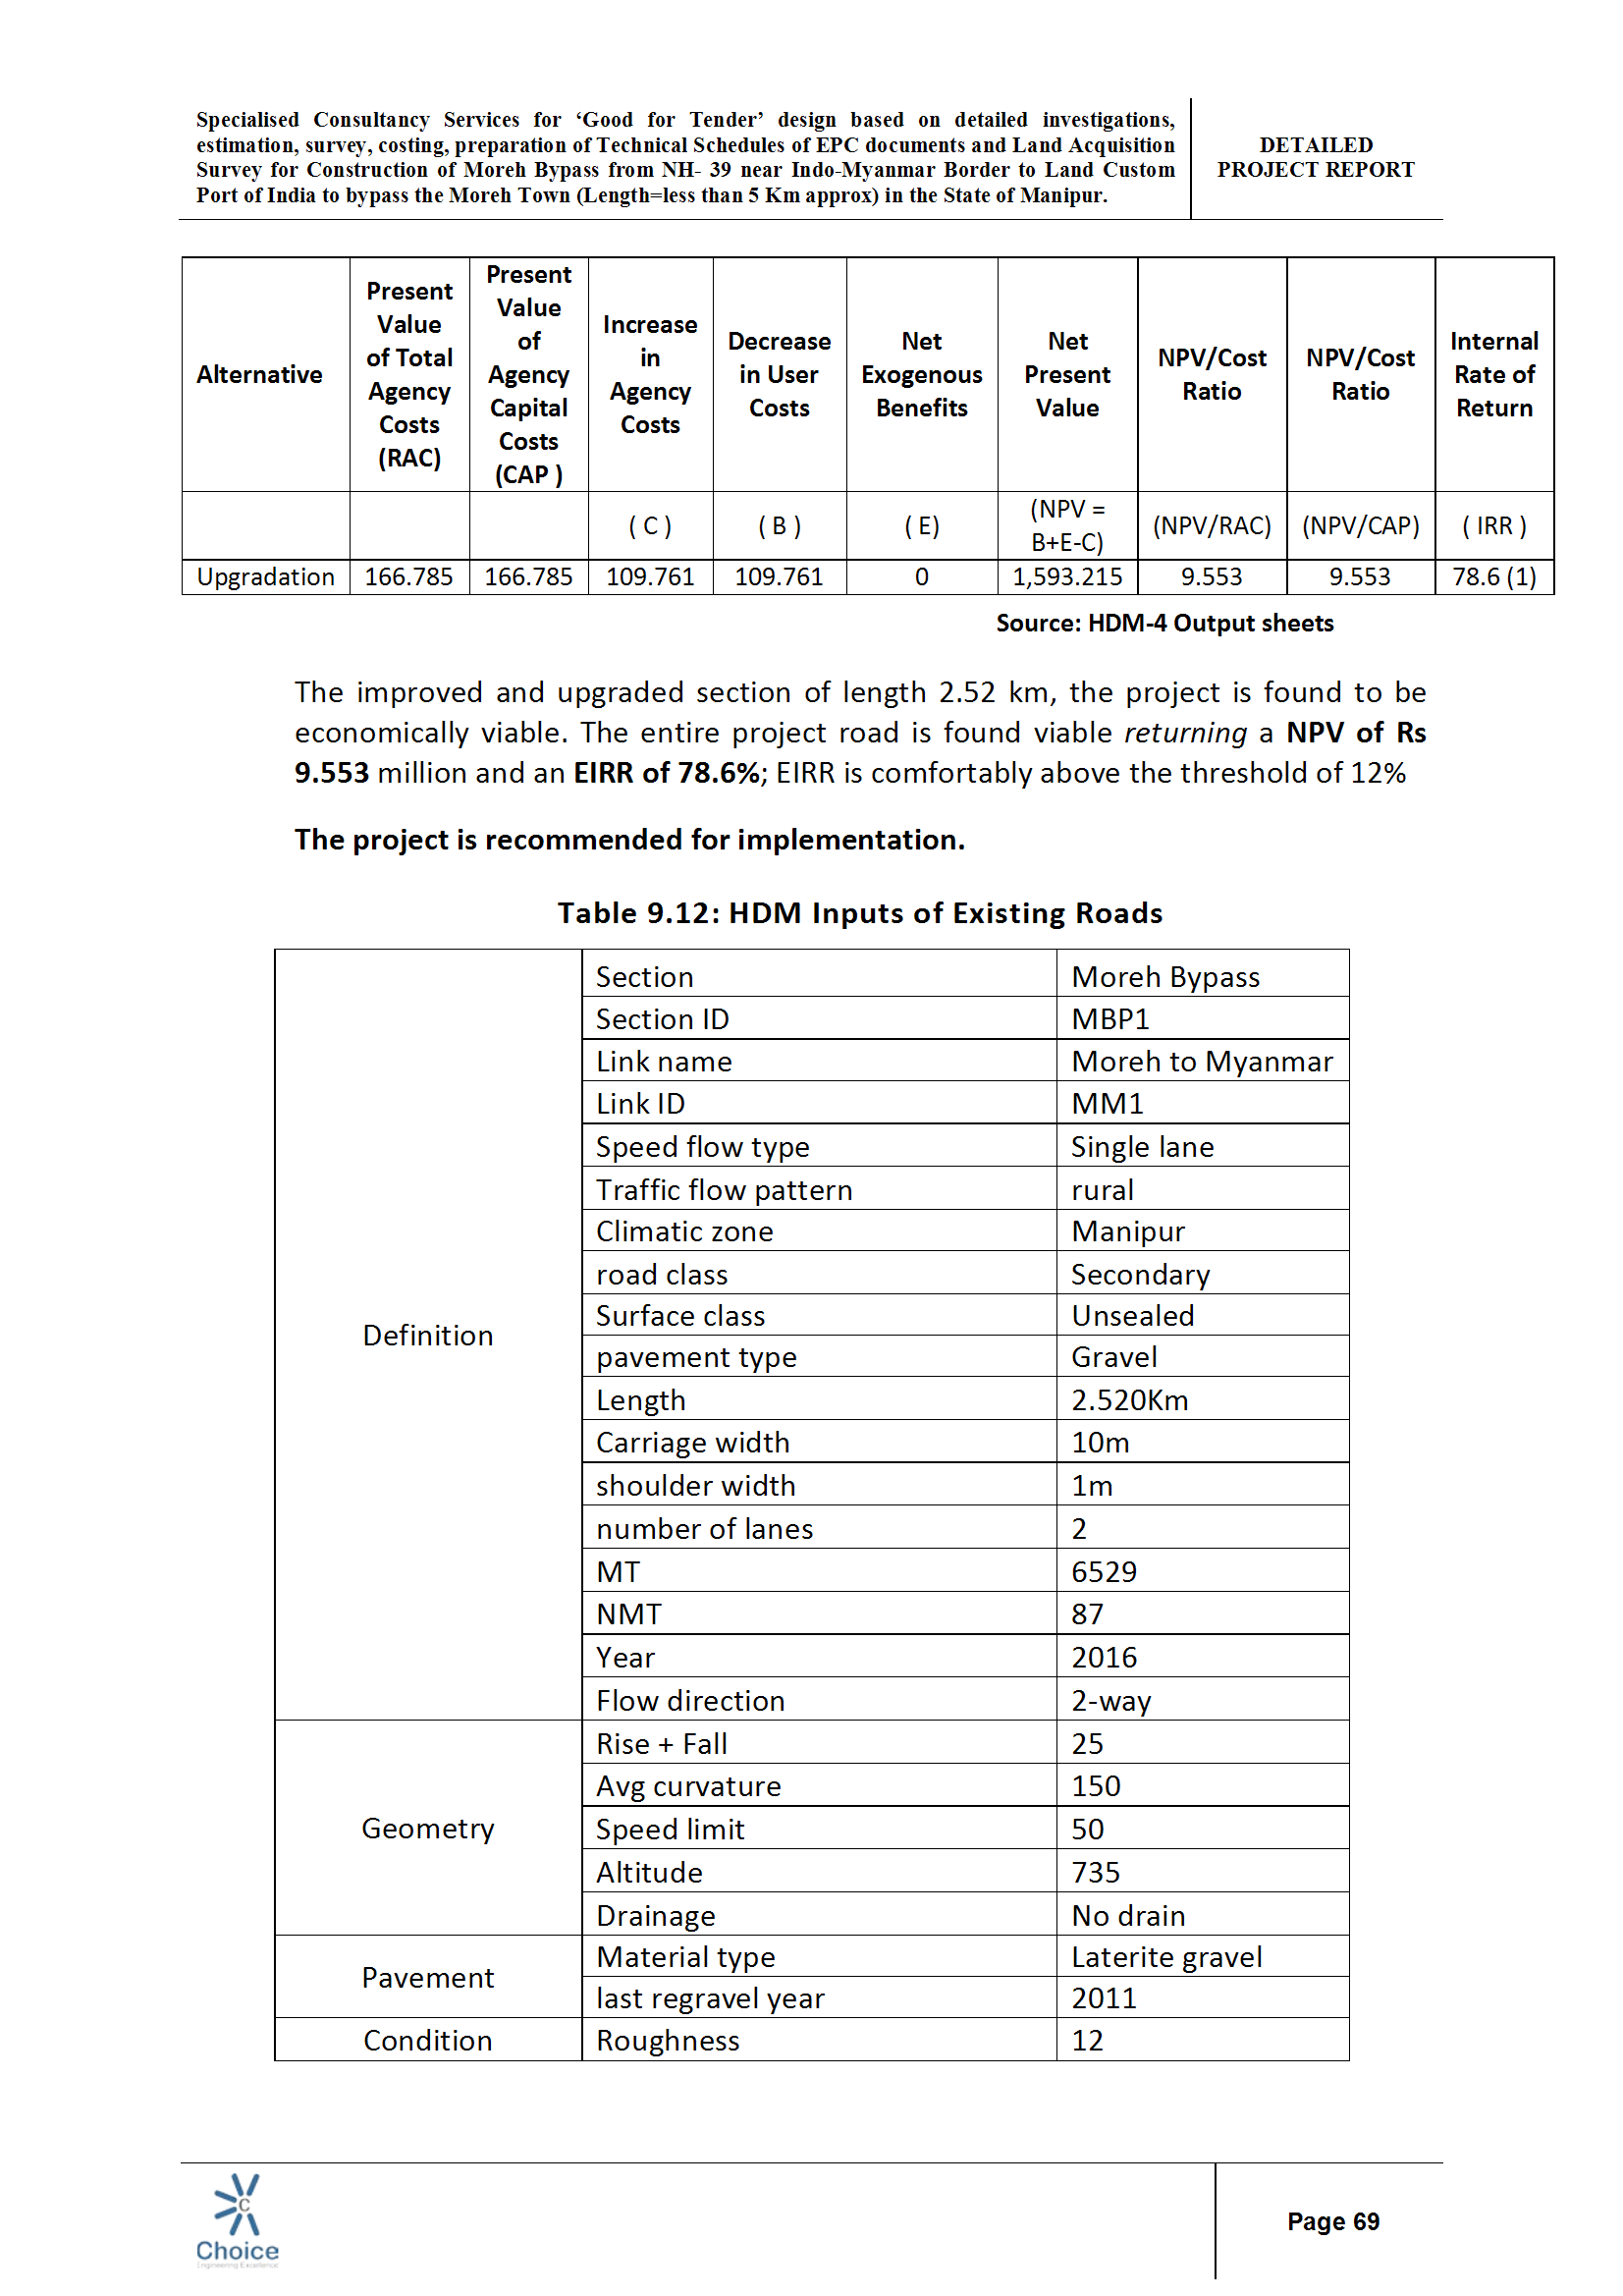 Specialised Consultancy Services for ‘Good for Tender’ design based on detailed investigations,
estimation, survey, costing, preparation of Technical Schedules of EPC documents and Land Acquisition
Survey for Construction of Moreh Bypass from NH- 39 near Indo-Myanmar Border to Land Custom
Port of India to bypass the Moreh Town (Length=less than 5 Km approx) in the State of Manipur.
DETAILED
PROJECT REPORT
Alternative
Present
Value
of Total
Agency
Costs
(RAC)
Present
Value
of
Agency
Capital
Costs
(CAP )
Increase
in
Agency
Costs
Decrease
in User
Costs
Net
Exogenous
Benefits
Net
Present
Value
NPV/Cost
Ratio
NPV/Cost
Ratio
Internal
Rate of
Return
( C )
( B )
( E)
(NPV =
B+E-C)
(NPV/RAC)
(NPV/CAP)
( IRR )
Upgradation 166.785 166.785 109.761 109.761 0 1,593.215 9.553 9.553 78.6 (1)
Source: HDM-4 Output sheets
The improved and upgraded section of length 2.52 km, the project is found to be
economically viable. The entire project road is found viable returning a NPV of Rs
9.553 million and an EIRR of 78.6%; EIRR is comfortably above the threshold of 12%
The project is recommended for implementation.
Table 9.12: HDM Inputs of Existing Roads
Definition
Section Moreh Bypass
Section ID MBP1
Link name Moreh to Myanmar
Link ID MM1
Speed flow type Single lane
Traffic flow pattern rural
Climatic zone Manipur
road class Secondary
Surface class Unsealed
pavement type Gravel
Length 2.520Km
Carriage width 10m
shoulder width 1m
number of lanes 2
MT 6529
NMT 87
Year 2016
Flow direction 2-way
Geometry
Rise + Fall 25
Avg curvature 150
Speed limit 50
Altitude 735
Drainage No drain
Pavement
Material type Laterite gravel
last regravel year 2011
Condition Roughness 12
C
Choice
Engineering Excellence
Page 69